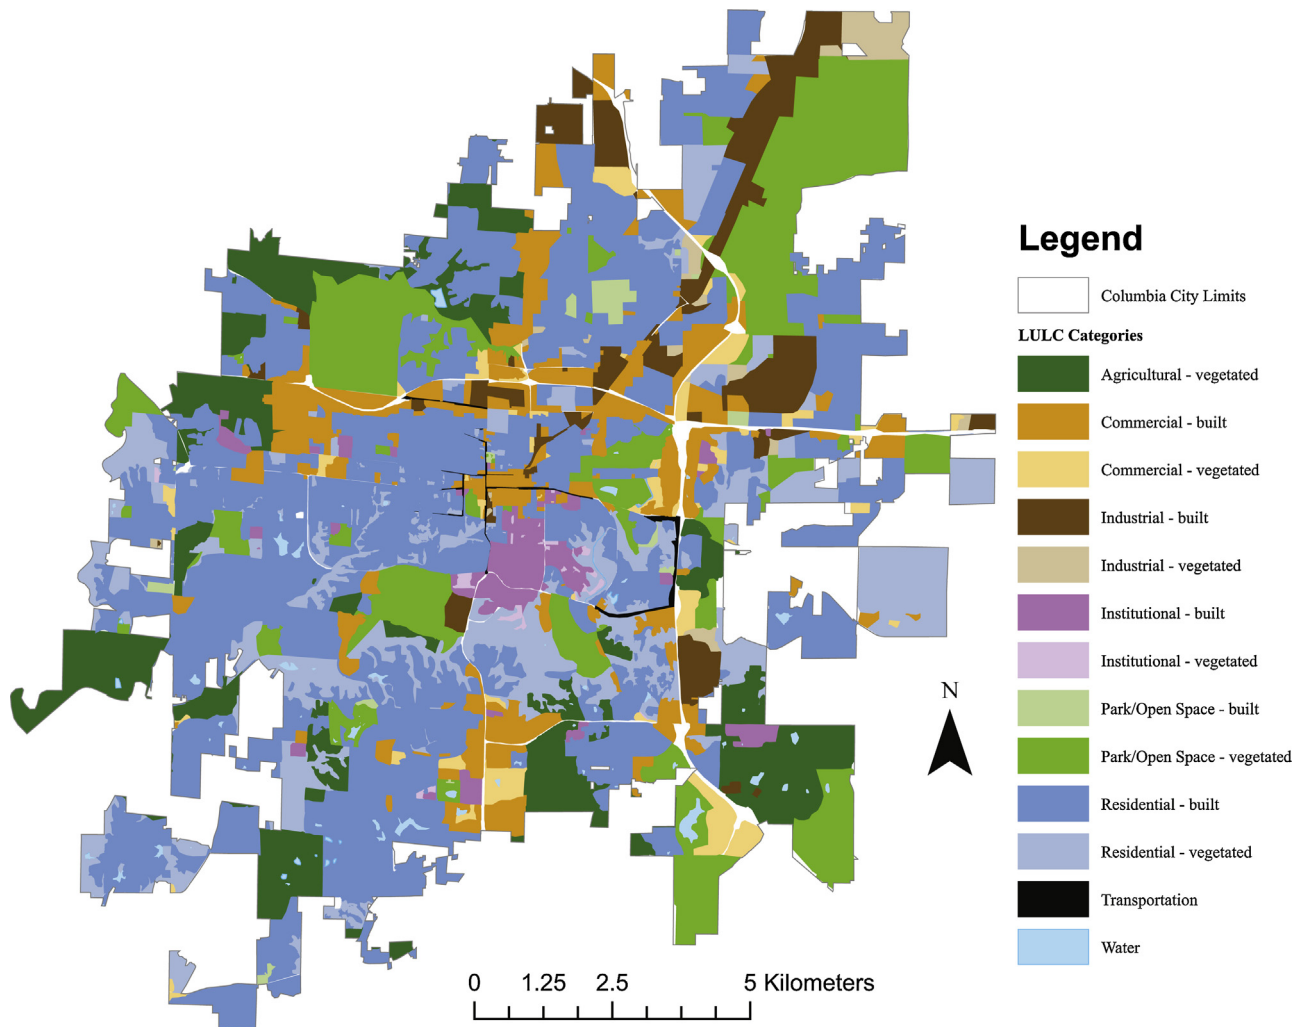 Legend
Columbia City Limits
LULC Categories
Agricultural - vegetated
Commercial - built
Commercial - vegetated
Industrial - built
Industrial - vegetated
Institutional - built
Institutional - vegetated
Park/Open Space - built
Park/Open Space - vegetated
Residential - built
Residential - vegetated
Transportation
Water
N
0 1.25 2.5 5 Kilometers